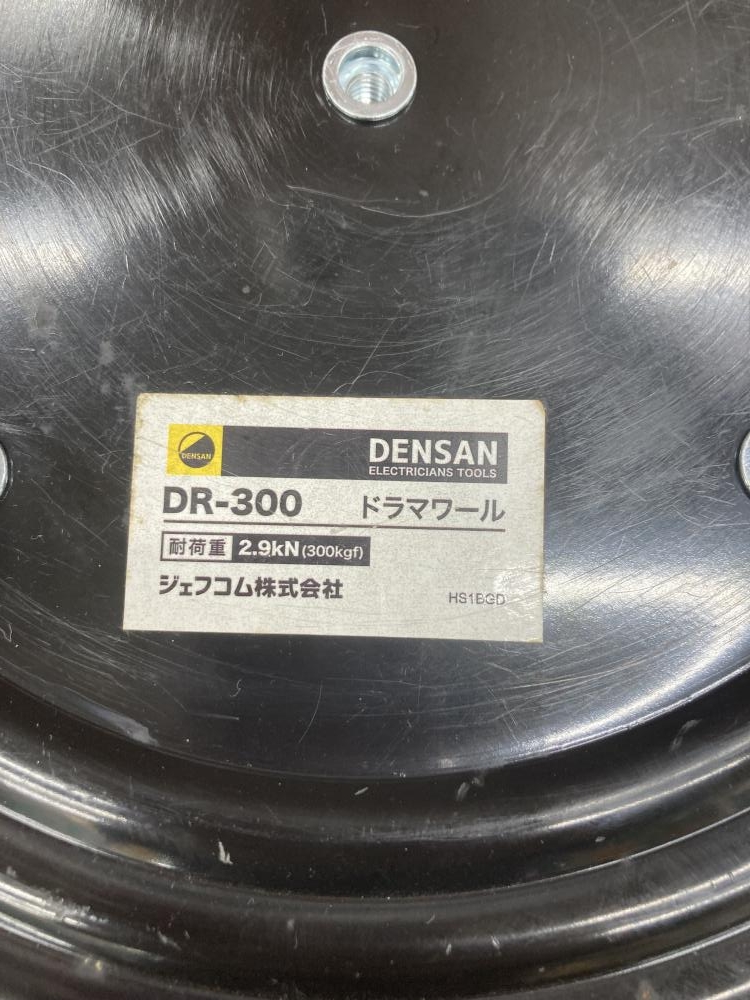 DENSAN
DENSAN
ELECTRICIANS TOOLS
DR-300 ドラマワール
耐荷重 2.9kN(300kgf)
ジェフコム株式会社
HS1BGD